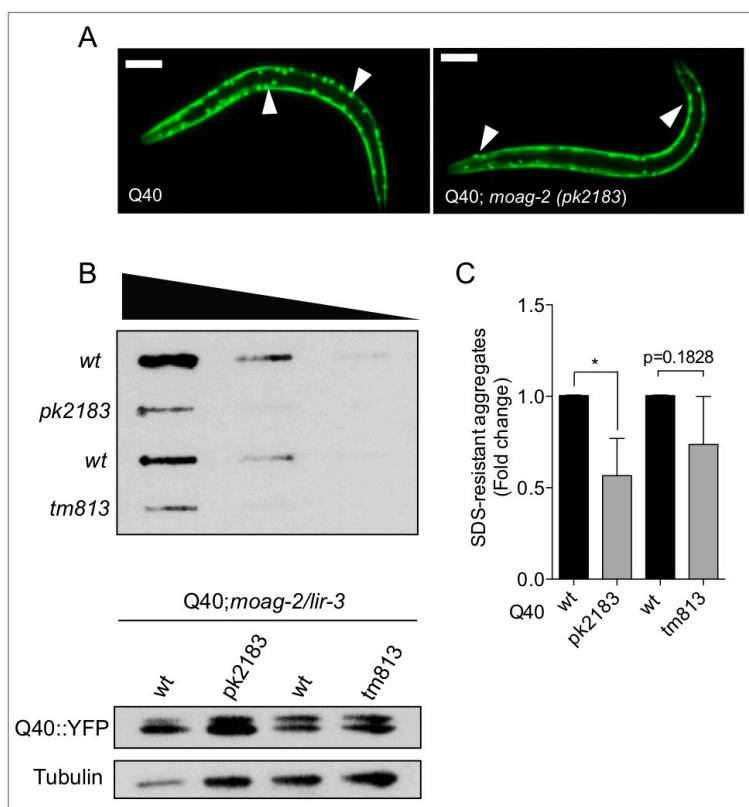 A
Q40
Q40; moag-2 (pk2183)
B
wt
pk2183
wt
tm813
Q40;moag-2/lir-3
wt
pk2183
wt
tm813
Q40::YFP
Tubulin
C
SDS-resistant aggregates
(Fold change)
1.5
1.0
0.5
0.0
*
p=0.1828
Q40
wt
pk2183
wt
tm813